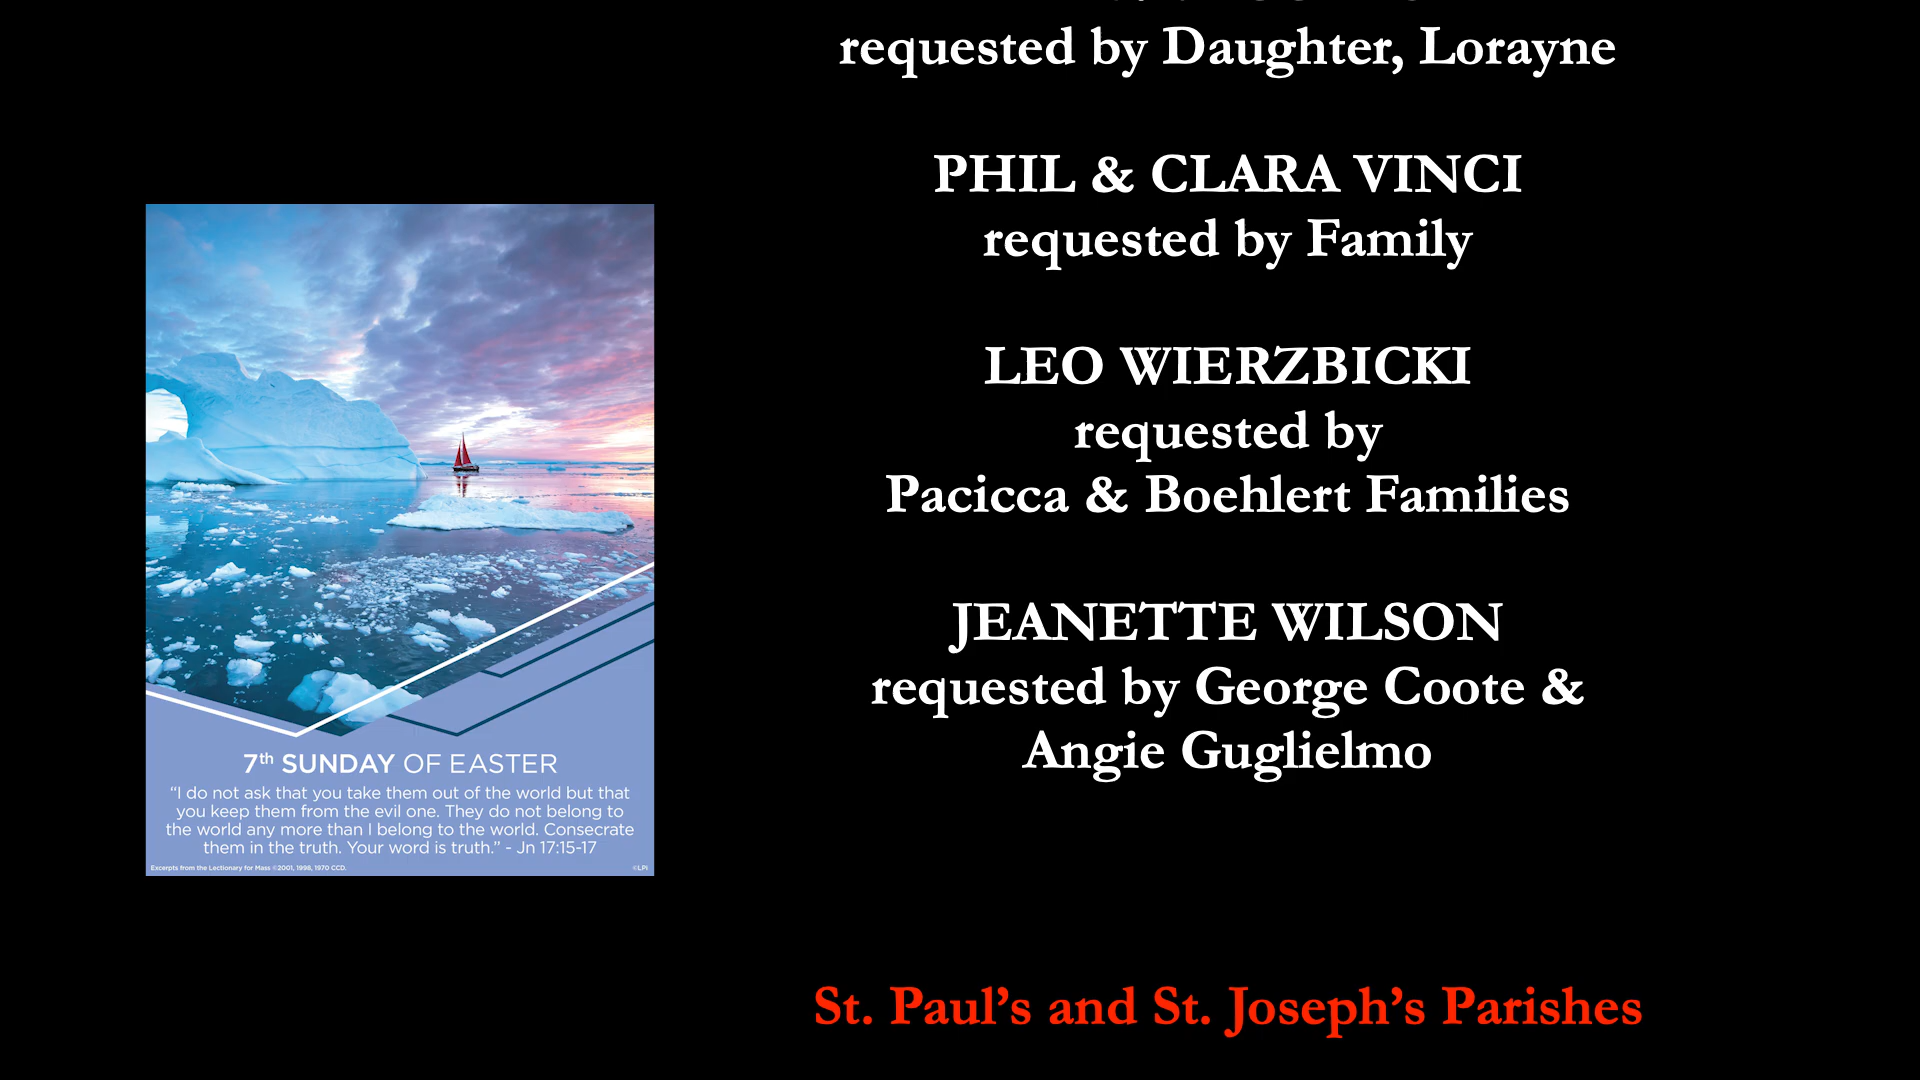 requested by Daughter, Lorayne
PHIL & CLARA VINCI
requested by Family
LEO WIERZBICKI
requested by
Pacicca & Boehlert Families
JEANETTE WILSON
requested by George Coote &
Angie Guglielmo
St. Paul’s and St. Joseph’s Parishes
7th SUNDAY OF EASTER
“I do not ask that you take them out of the world but that
you keep them from the evil one. They do not belong to
the world any more than I belong to the world. Consecrate
them in the truth. Your word is truth.” - Jn 17:15-17
Excerpts from the Lectionary for Mass ©2001, 1998, 1970 CCD.
©LPi